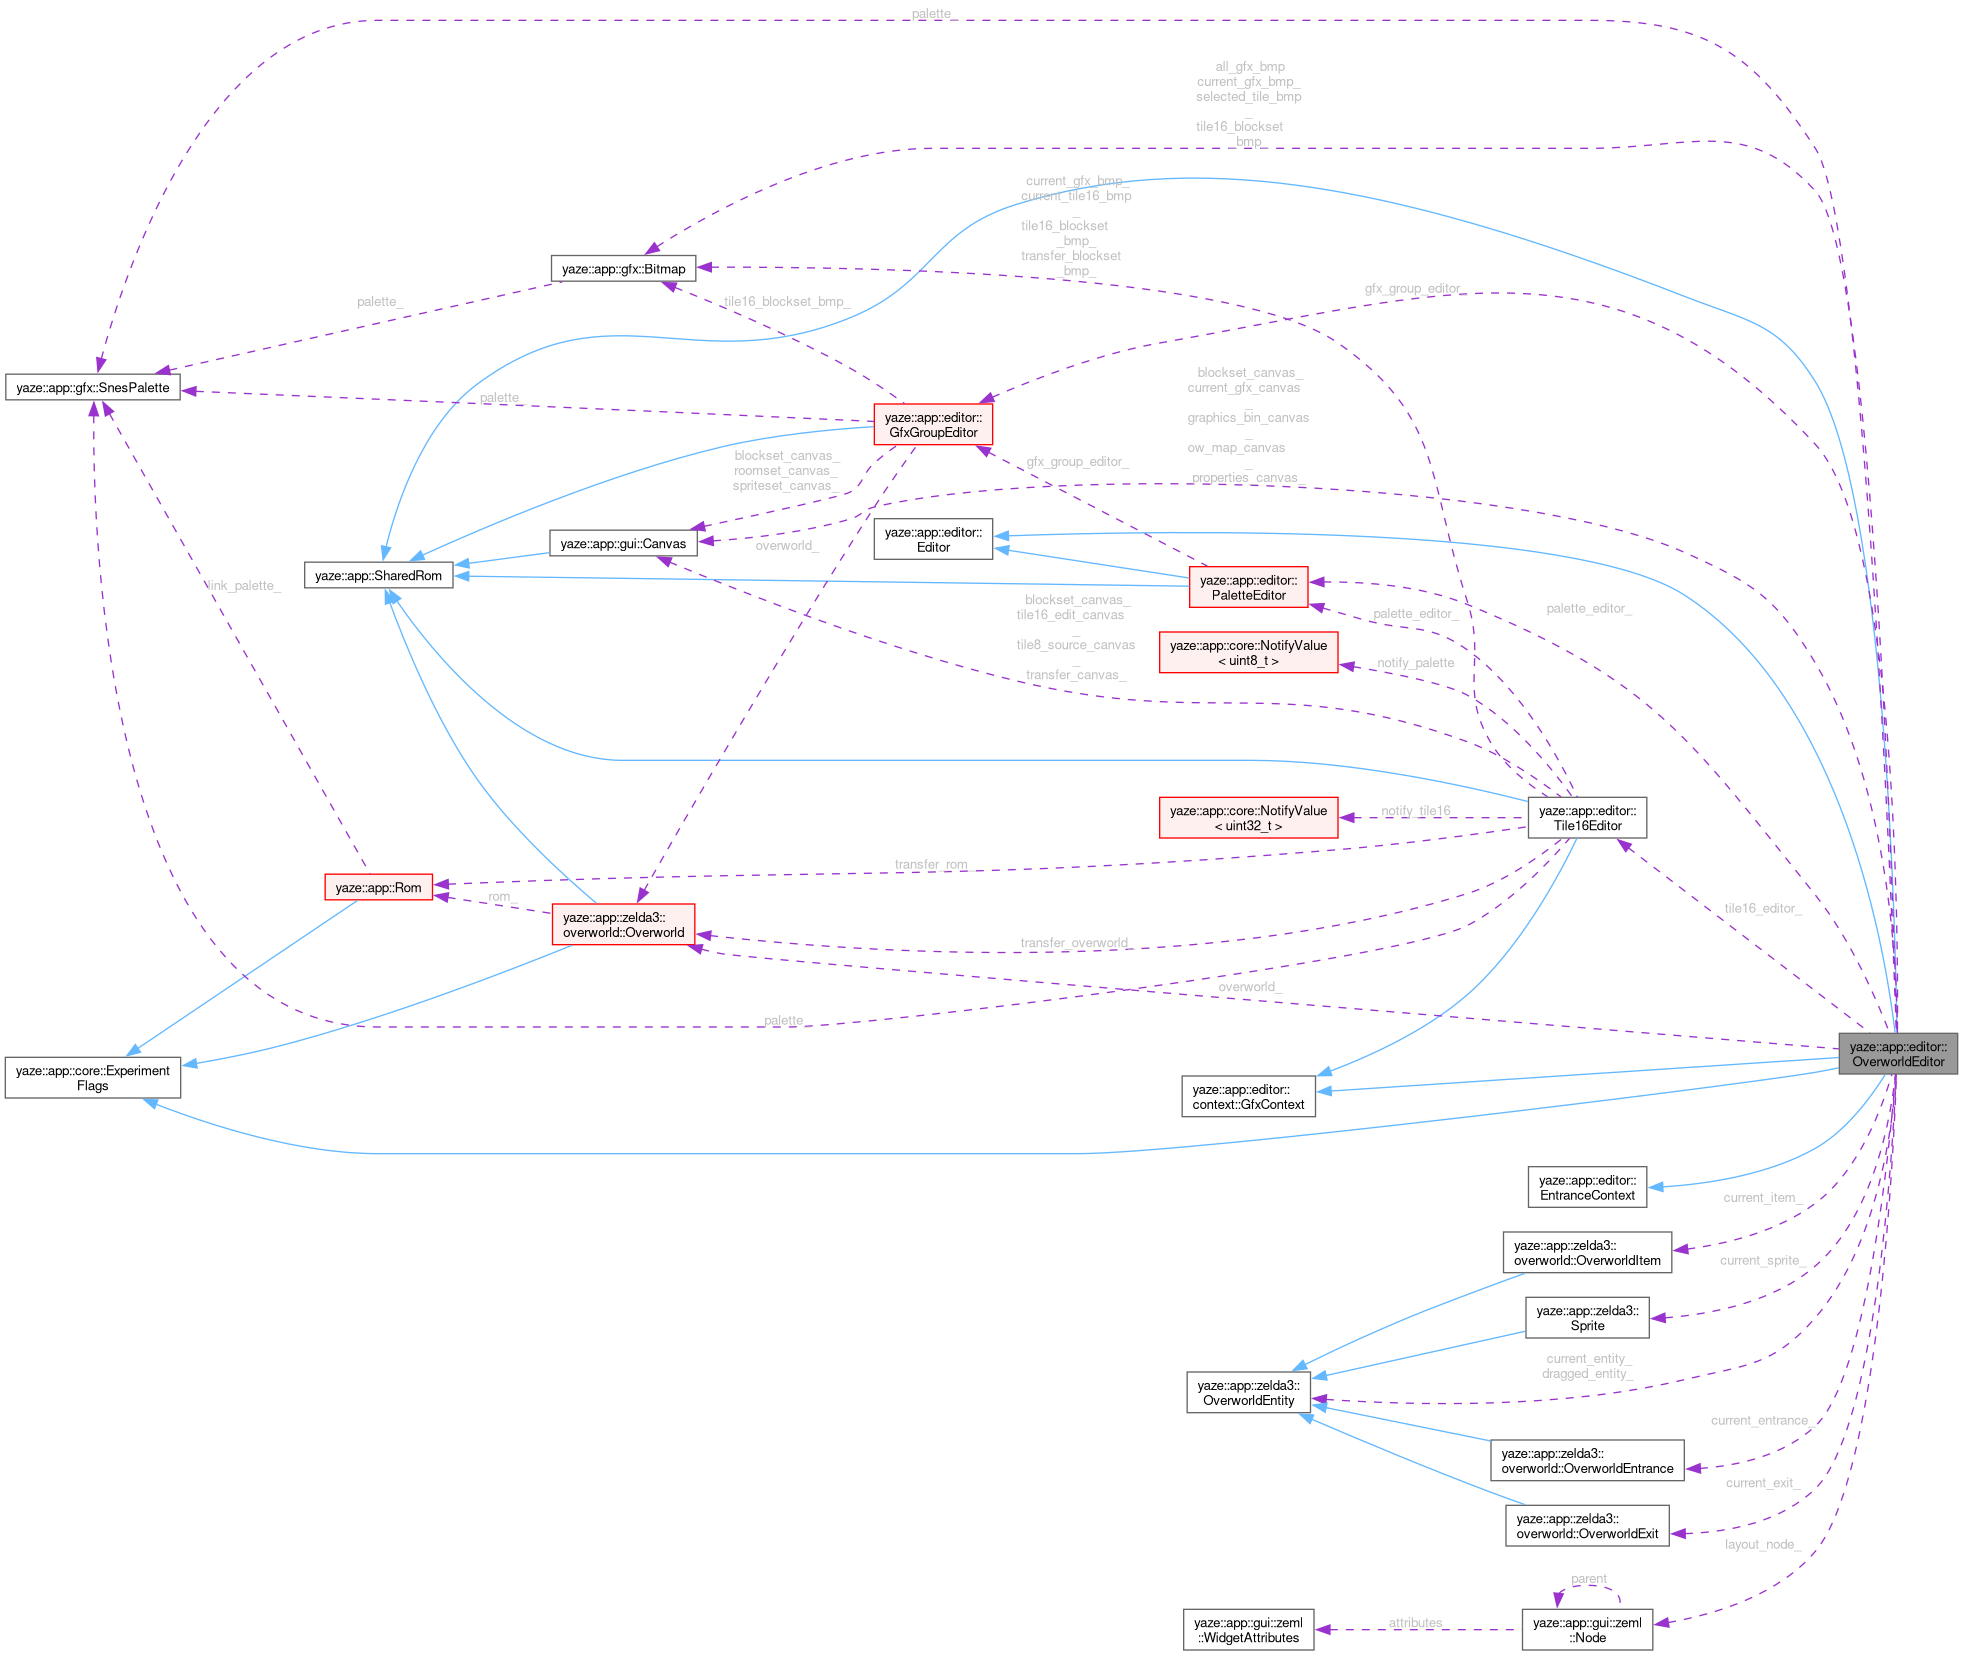 palette_
all_gfx_bmp
current_gfx_bmp_
selected_tile_bmp
_
tile16_blockset
_bmp_
current_gfx_bmp_
current_tile16_bmp
_
tile16_blockset
_bmp_
transfer_blockset
_bmp_
yaze::app::gfx::Bitmap
palette_
tile16_blockset_bmp_
gfx_group_editor_
yaze::app::gfx::SnesPalette
palette_
yaze::app::editor::
GfxGroupEditor
blockset_canvas_
current_gfx_canvas
_
graphics_bin_canvas
_
ow_map_canvas
_
properties_canvas_
blockset_canvas_
roomset_canvas_
spriteset_canvas_
gfx_group_editor_
yaze::app::gui::Canvas
overworld_
yaze::app::editor::
Editor
yaze::app::SharedRom
link_palette_
yaze::app::editor::
PaletteEditor
blockset_canvas_
tile16_edit_canvas
_
tile8_source_canvas
_
transfer_canvas_
palette_editor_
palette_editor_
yaze::app::core::NotifyValue
< uint8_t >
notify_palette
yaze::app::core::NotifyValue
< uint32_t >
notify_tile16
yaze::app::editor::
Tile16Editor
transfer_rom
yaze::app::Rom
rom_
yaze::app::zelda3::
overworld::Overworld
transfer_overworld_
tile16_editor_
overworld_
palette_
yaze::app::editor::
OverworldEditor
yaze::app::core::Experiment
Flags
yaze::app::editor::
context::GfxContext
yaze::app::editor::
EntranceContext
current_item_
yaze::app::zelda3::
overworld::OverworldItem
current_sprite_
yaze::app::zelda3::
Sprite
current_entity_
dragged_entity_
yaze::app::zelda3::
OverworldEntity
current_entrance_
yaze::app::zelda3::
overworld::OverworldEntrance
current_exit_
yaze::app::zelda3::
overworld::OverworldExit
layout_node_
parent
yaze::app::gui::zeml
::WidgetAttributes
attributes
yaze::app::gui::zeml
::Node